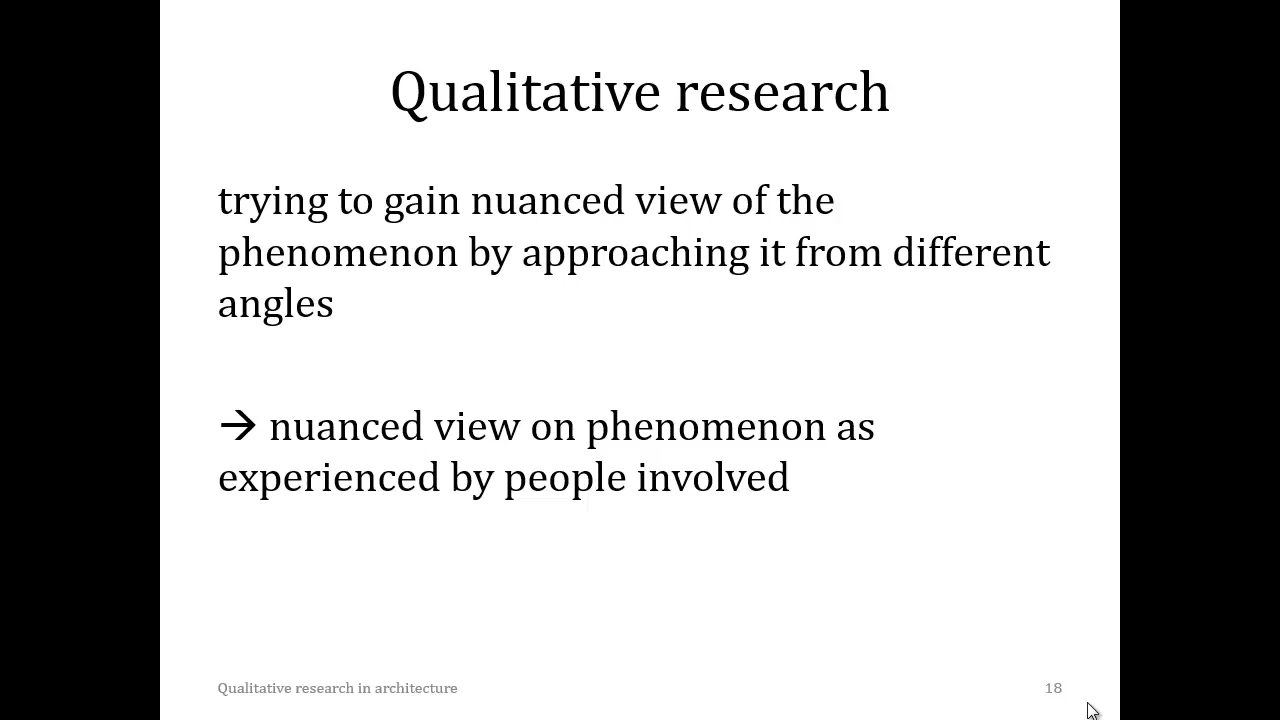 Qualitative research
trying to gain nuanced view of the
phenomenon by approaching it from different
angles
→ nuanced view on phenomenon as
experienced by people involved
Qualitative research in architecture
18